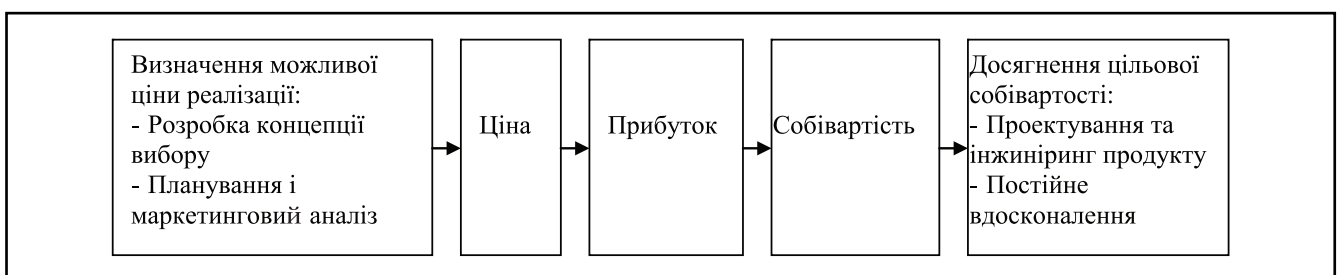 Визначення можливої
ціни реалізації:
- Розробка концепції
вибору
- Планування і
маркетинговий аналіз
Ціна
Прибуток
Собівартість
Досягнення цільової
собівартості:
- Проектування та
інжиніринг продукту
- Постійне
вдосконалення